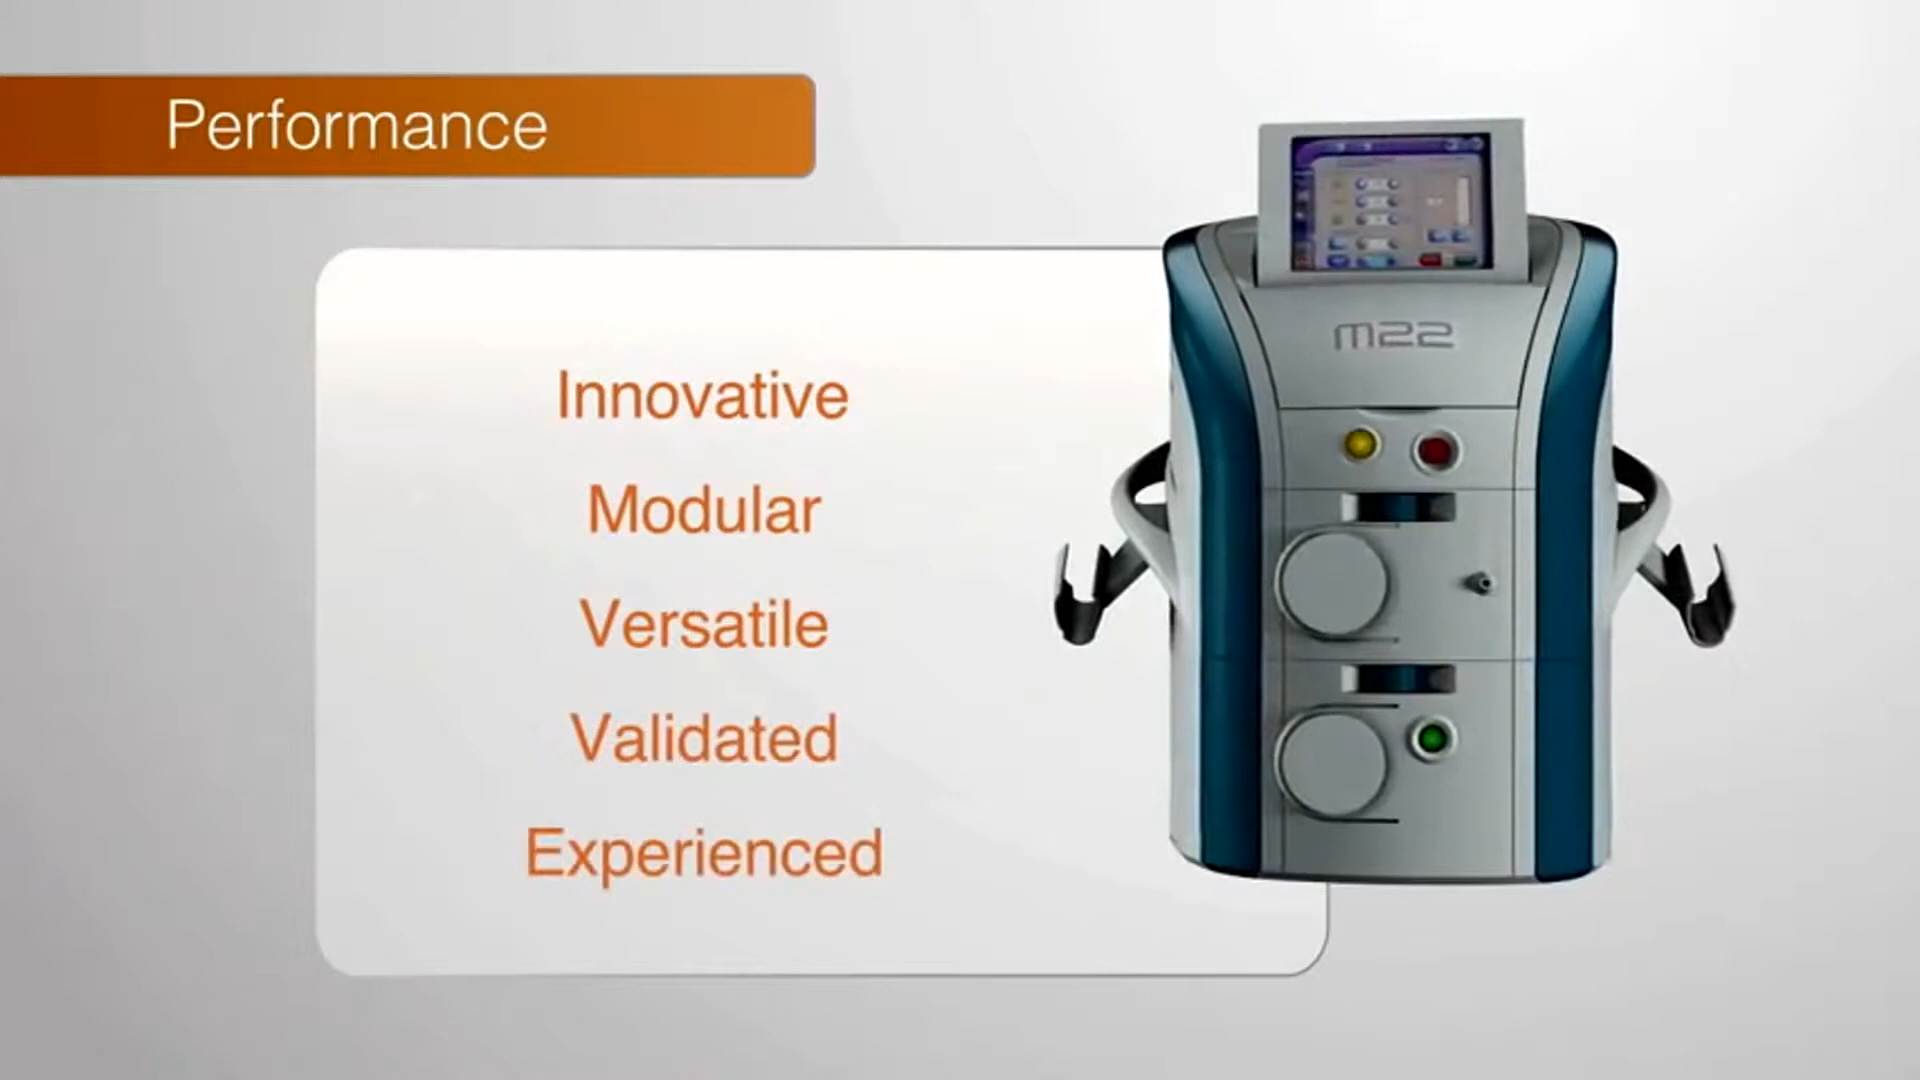 Performance
M22
Innovative
Modular
Versatile
Validated
Experienced